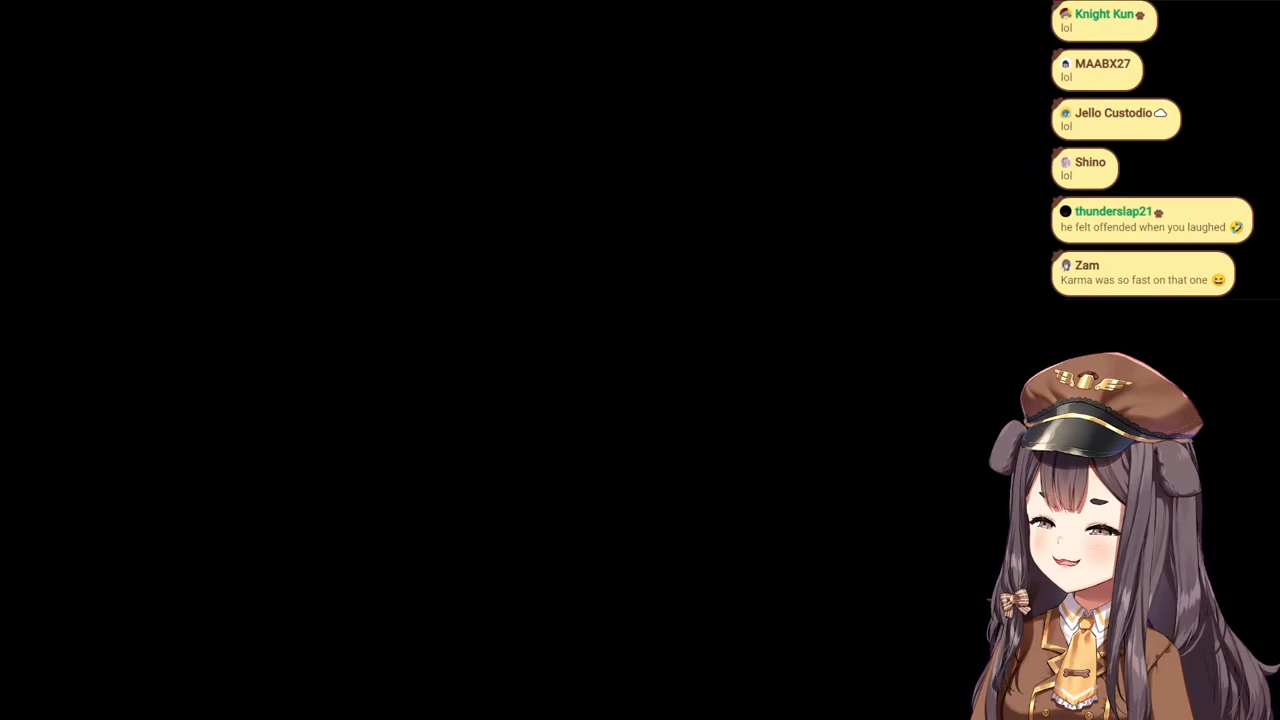 Knight Kun
lol
MAABX27
lol
Jello Custodio
lol
Shino
lol
thunderslap21
he felt offended when you laughed 🤣
Zam
Karma was so fast on that one 😆